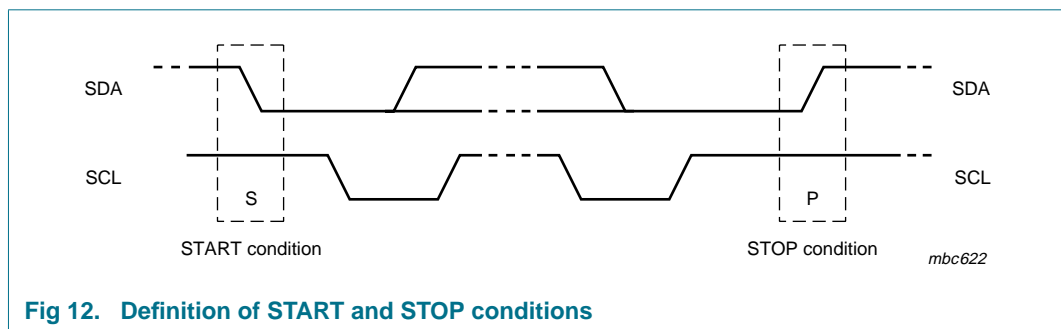 SDA SDA
SCL SCL
S P
START condition STOP condition
mbc622
Fig 12. Definition of START and STOP conditions